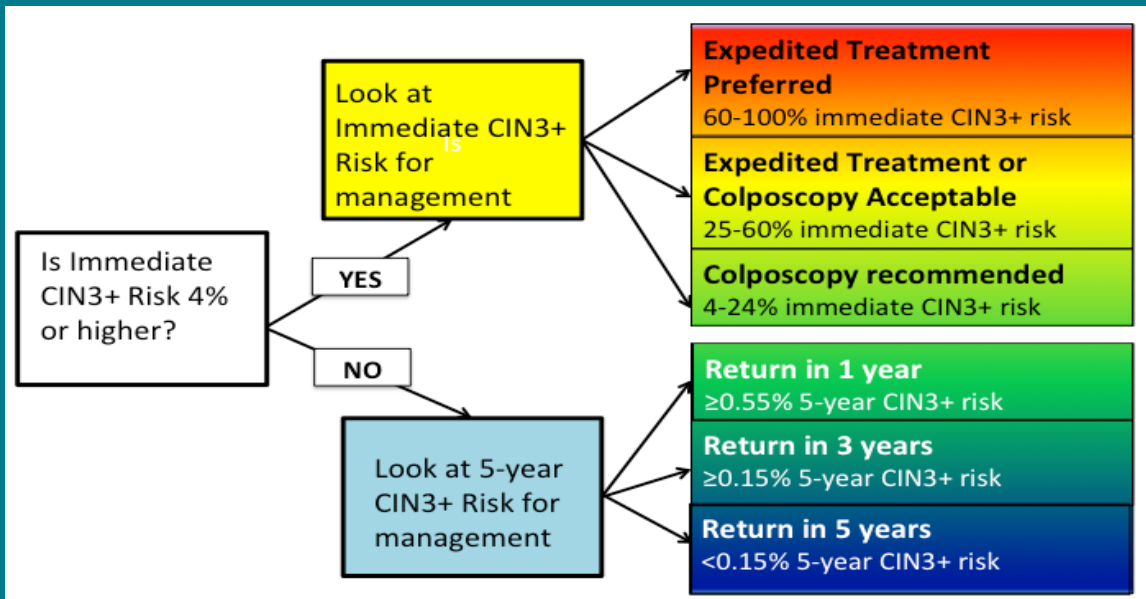 Is Immediate
CIN3+ Risk 4%
or higher?
YES
NO
Look at
Immediate CIN3+
is
Risk for
management
Look at 5-year
CIN3+ Risk for
management
Expedited Treatment
Preferred
60-100% immediate CIN3+ risk
Expedited Treatment or
Colposcopy Acceptable
25-60% immediate CIN3+ risk
Colposcopy recommended
4-24% immediate CIN3+ risk
Return in 1 year
≥0.55% 5-year CIN3+ risk
Return in 3 years
≥0.15% 5-year CIN3+ risk
Return in 5 years
<0.15% 5-year CIN3+ risk